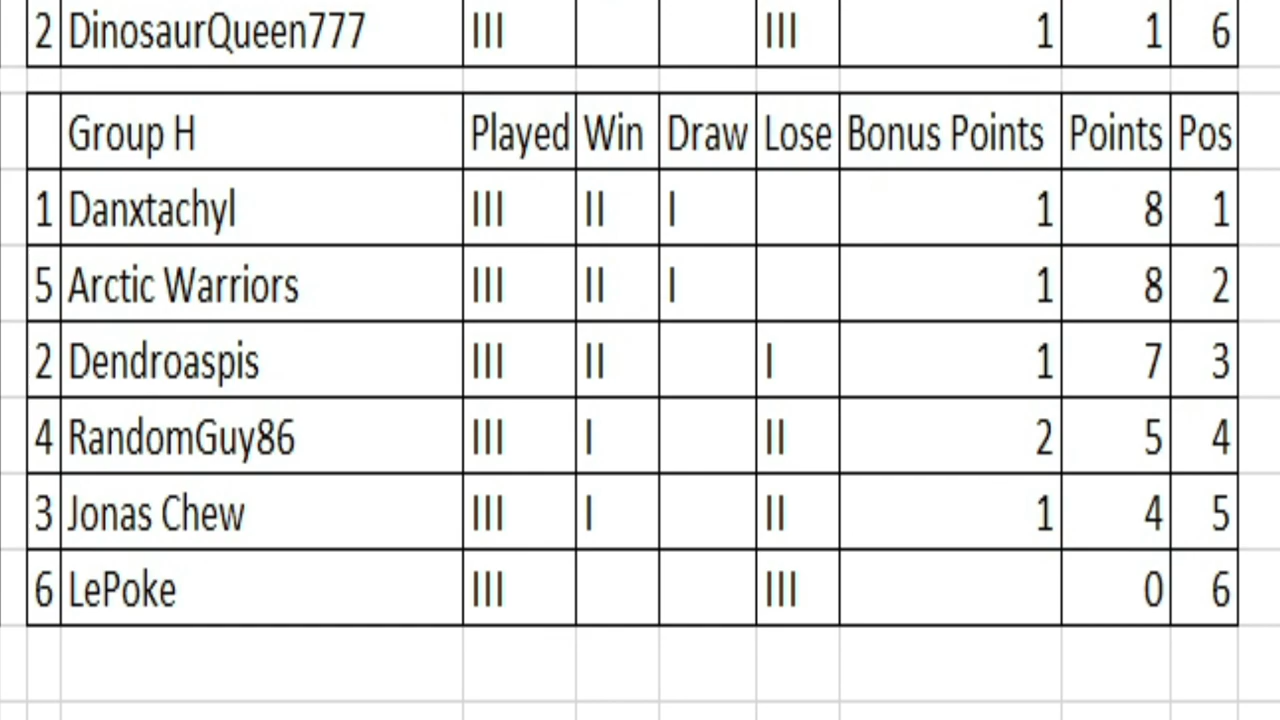 2 DinosaurQueen777 III III 1 1 6
Group H Played Win Draw Lose Bonus Points Points Pos
1 Danxtachyl III II I 1 8 1
5 Arctic Warriors III II I 1 8 2
2 Dendroaspis III II I 1 7 3
4 RandomGuy86 III I II 2 5 4
3 Jonas Chew III I II 1 4 5
6 LePoke III III 0 6